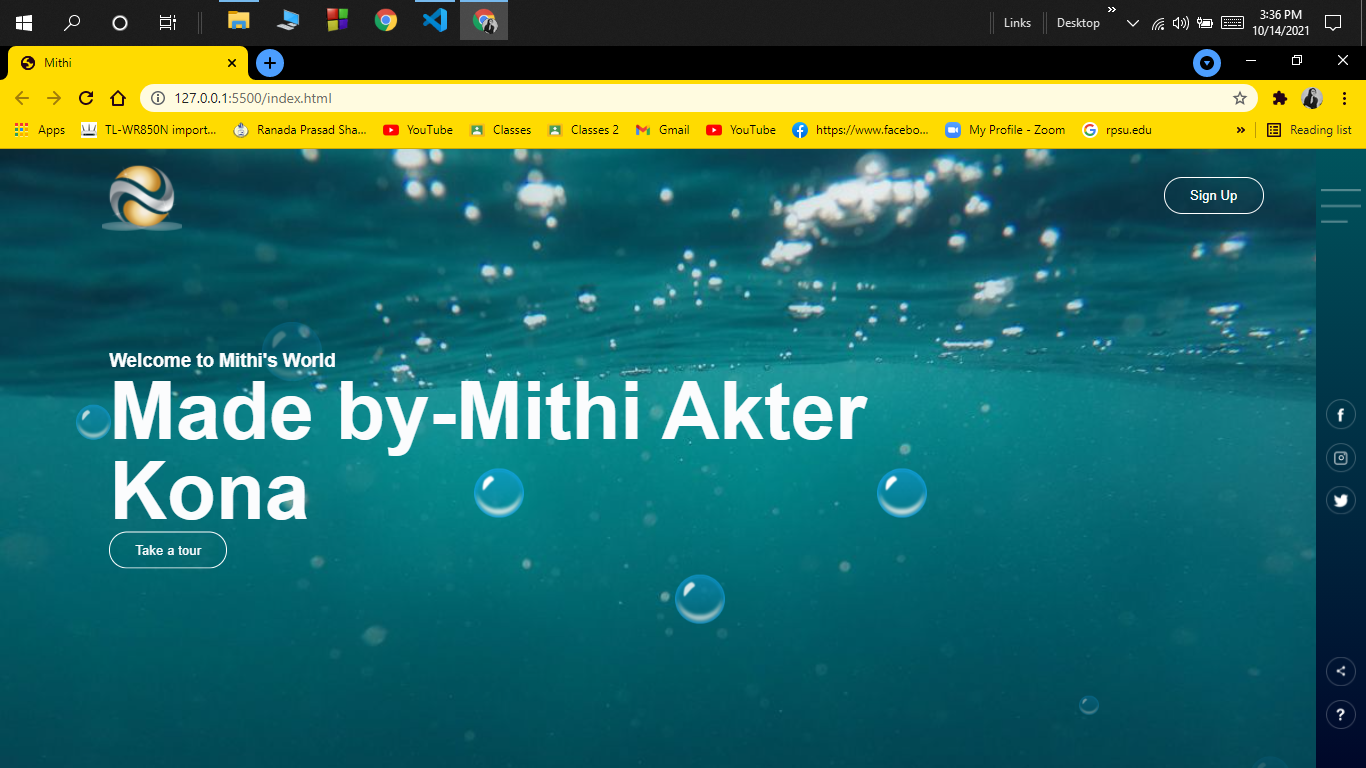 Links
Desktop
»
3:36 PM
10/14/2021
Mithi
127.0.0.1:5500/index.html
Apps
TL-WR850N import...
Ranada Prasad Sha...
YouTube
Classes
Classes 2
Gmail
YouTube
https://www.facebo...
My Profile - Zoom
rpsu.edu
»
Reading list
Sign Up
Welcome to Mithi's World
Made by-Mithi Akter
Kona
Take a tour
?